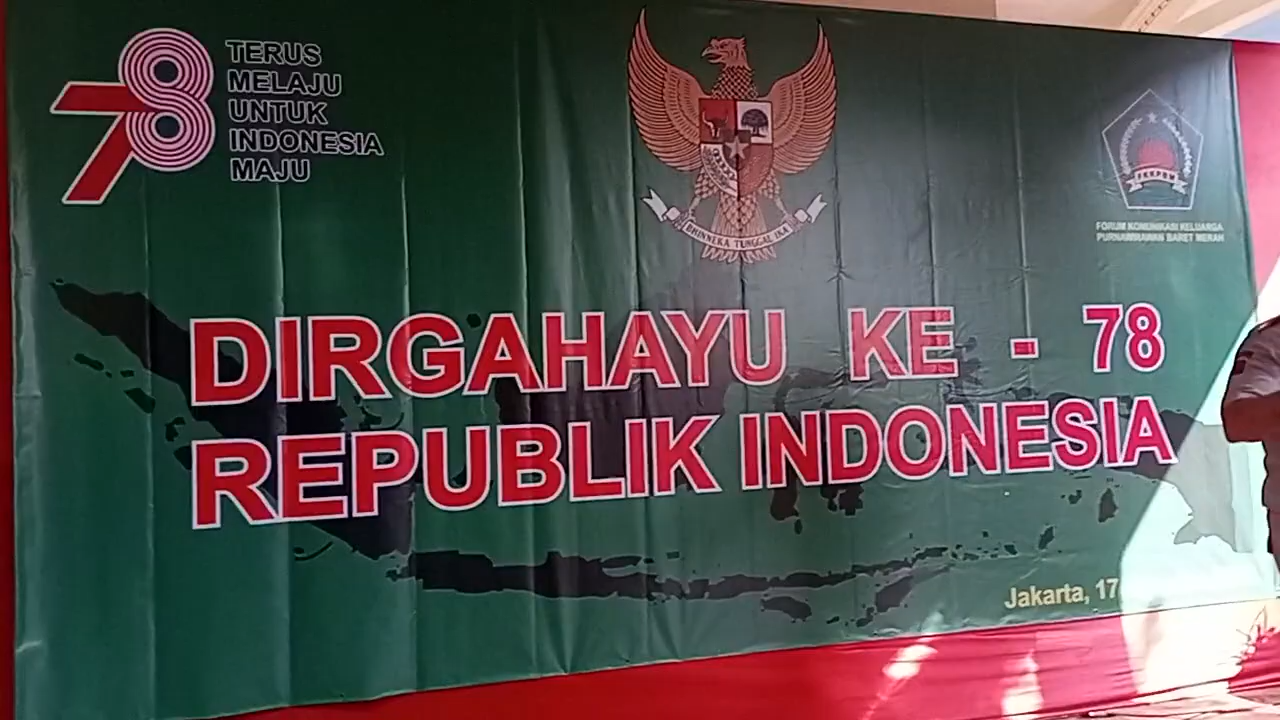 78
TERUS
MELAJU
UNTUK
INDONESIA
MAJU
BHINNEKA TUNGGAL IKA
FKKPBM
FORUM KOMUNIKASI KELUARGA
PURNAWIRAWAN BARET MERAH
DIRGAHAYU KE - 78
REPUBLIK INDONESIA
Jakarta, 17